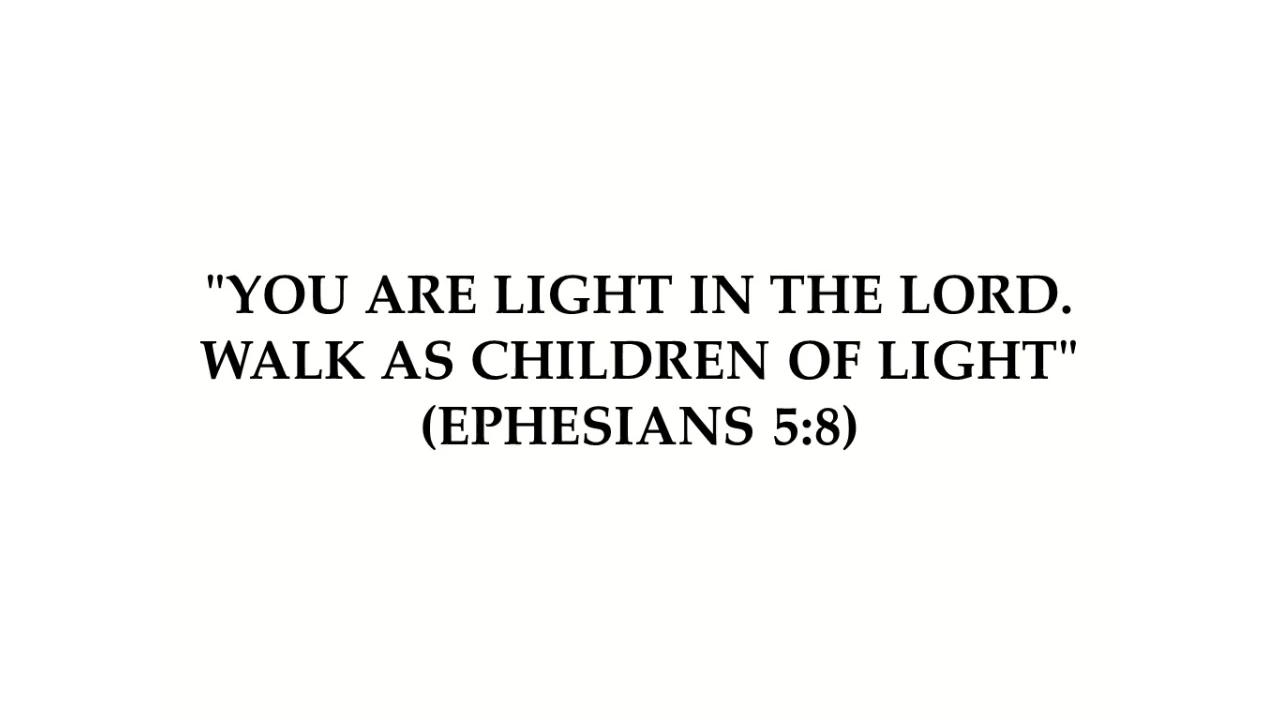 "YOU ARE LIGHT IN THE LORD.
WALK AS CHILDREN OF LIGHT"
(EPHESIANS 5:8)